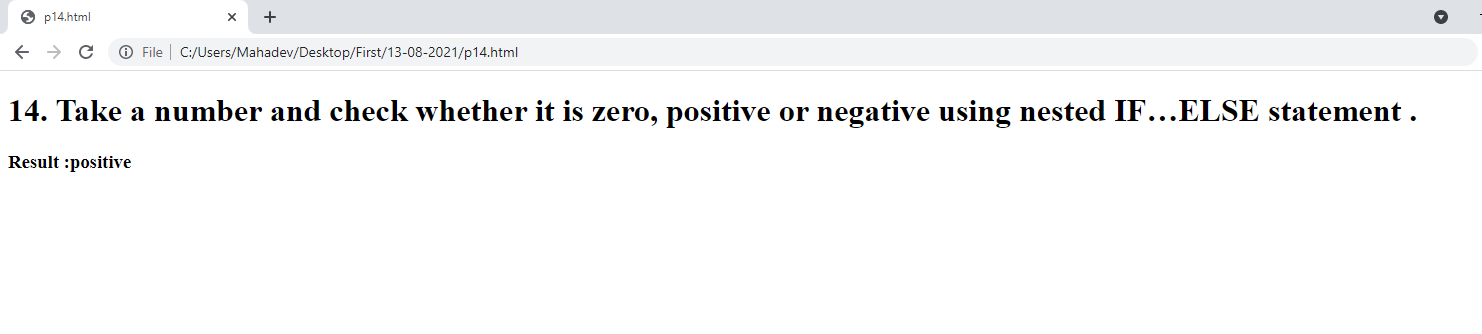 p14.html
File C:/Users/Mahadev/Desktop/First/13-08-2021/p14.html
14. Take a number and check whether it is zero, positive or negative using nested IF…ELSE statement .
Result :positive